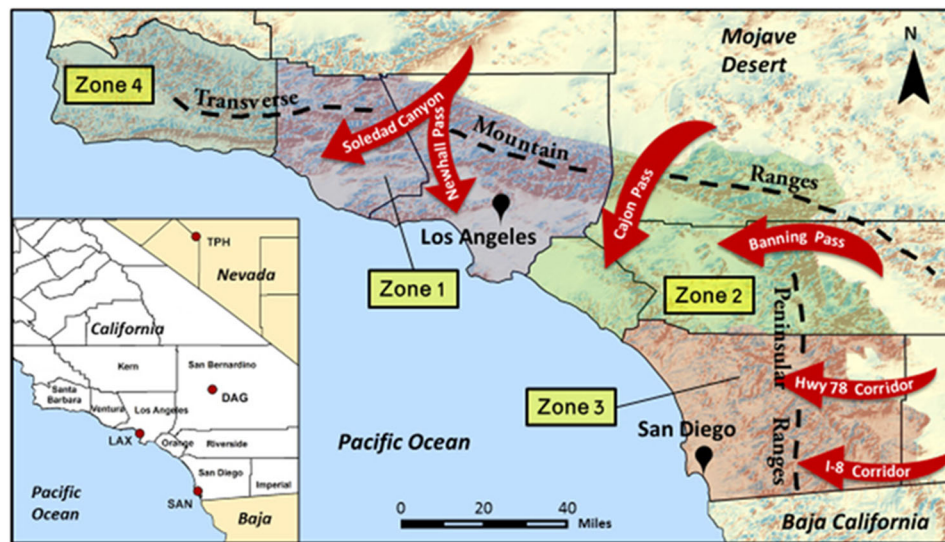 Mojave
Desert
N
Zone 4
Transverse
Soledad Canyon
Newhall Pass
Mountain
Ranges
Cajon Pass
Los Angeles
Banning Pass
Zone 1
Zone 2
Peninsular
Ranges
Hwy 78 Corridor
Zone 3
San Diego
I-8 Corridor
Pacific Ocean
0 20 40
Miles
Baja California
TPH
Nevada
California
Kern
San Bernardino
Santa
Barbara
Ventura
Los Angeles
DAG
LAX
Orange
Riverside
San Diego
Imperial
SAN
Pacific
Ocean
Baja